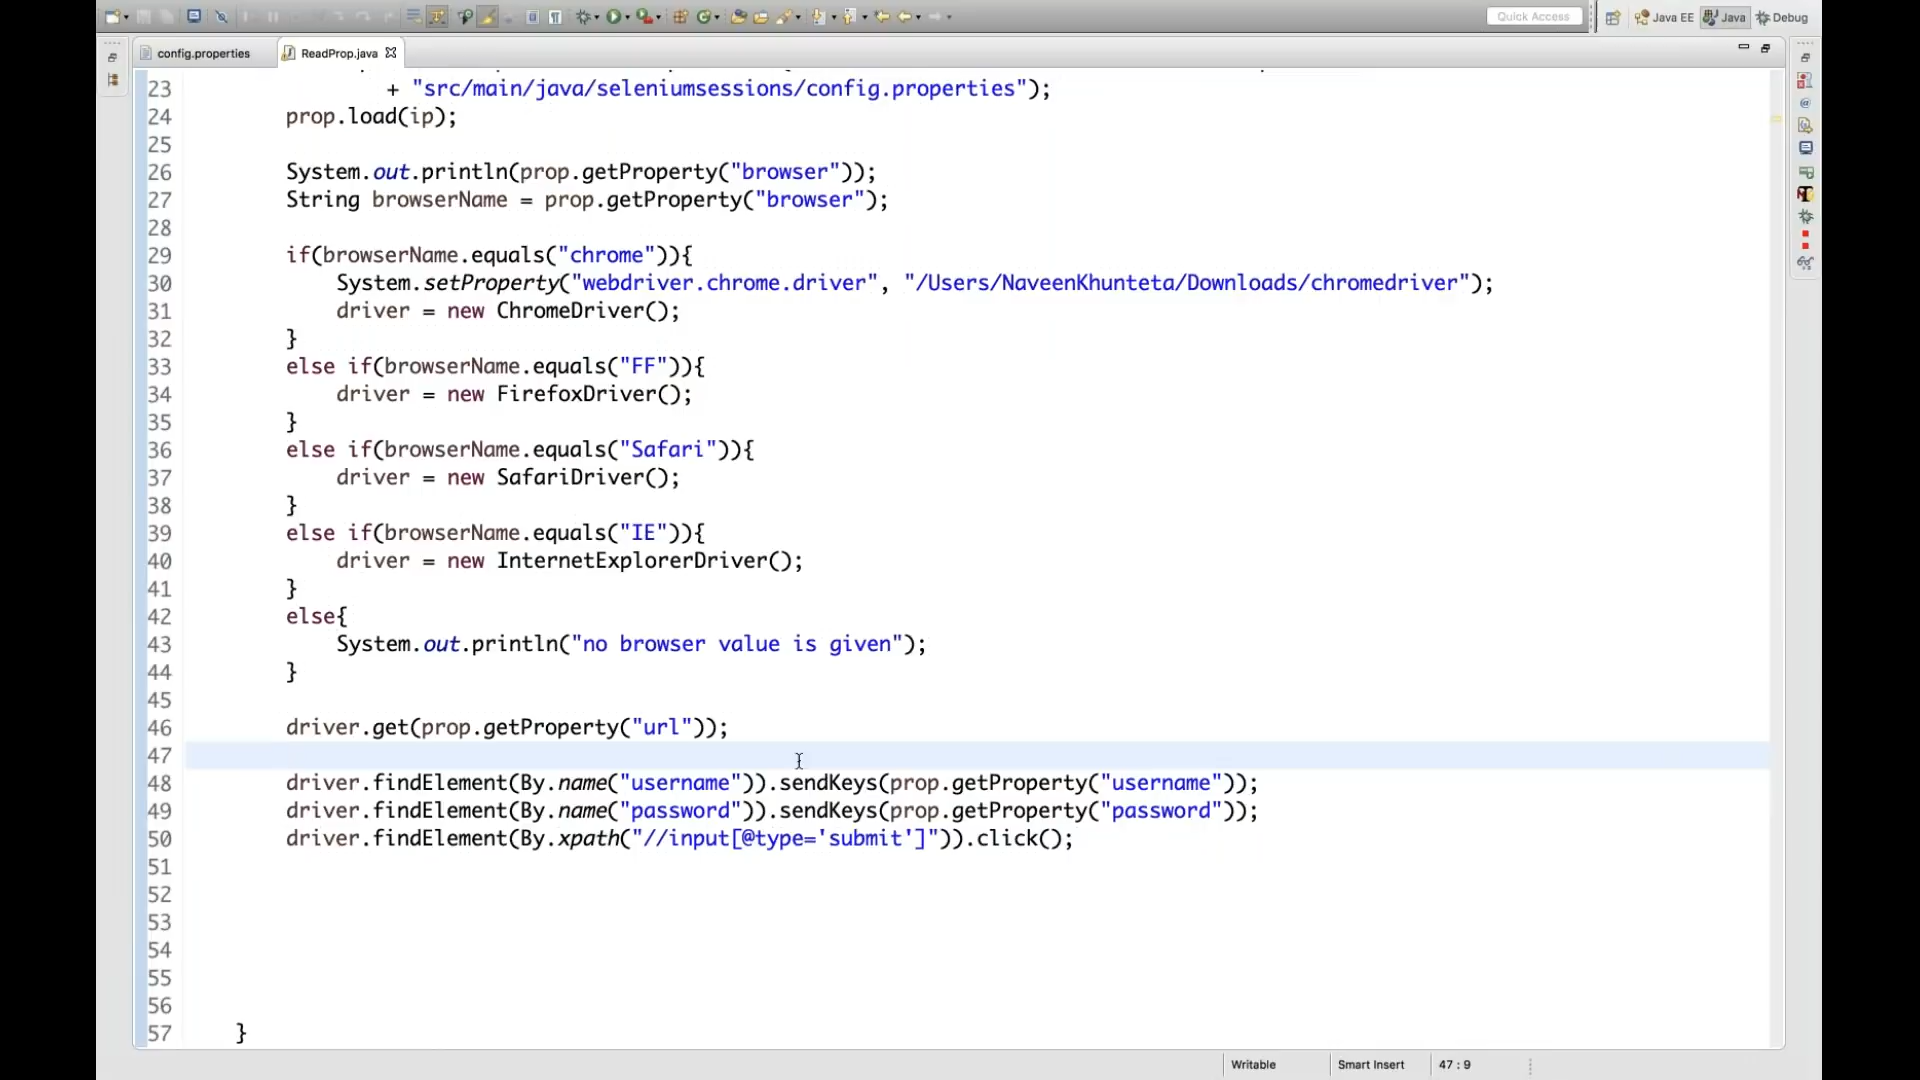 Quick Access
Java EE
Java
Debug
config.properties
ReadProp.java
23 + "src/main/java/seleniumsessions/config.properties");
24 prop.load(ip);
25
26 System.out.println(prop.getProperty("browser"));
27 String browserName = prop.getProperty("browser");
28
29 if(browserName.equals("chrome")){
30 System.setProperty("webdriver.chrome.driver", "/Users/NaveenKhunteta/Downloads/chromedriver");
31 driver = new ChromeDriver();
32 }
33 else if(browserName.equals("FF")){
34 driver = new FirefoxDriver();
35 }
36 else if(browserName.equals("Safari")){
37 driver = new SafariDriver();
38 }
39 else if(browserName.equals("IE")){
40 driver = new InternetExplorerDriver();
41 }
42 else{
43 System.out.println("no browser value is given");
44 }
45
46 driver.get(prop.getProperty("url"));
47
48 driver.findElement(By.name("username")).sendKeys(prop.getProperty("username"));
49 driver.findElement(By.name("password")).sendKeys(prop.getProperty("password"));
50 driver.findElement(By.xpath("//input[@type='submit']")).click();
51
52
53
54
55
56
57 }
Writable
Smart Insert
47 : 9